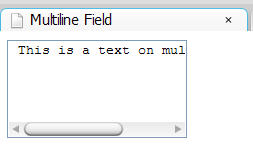 Multiline Field
This is a text on mul